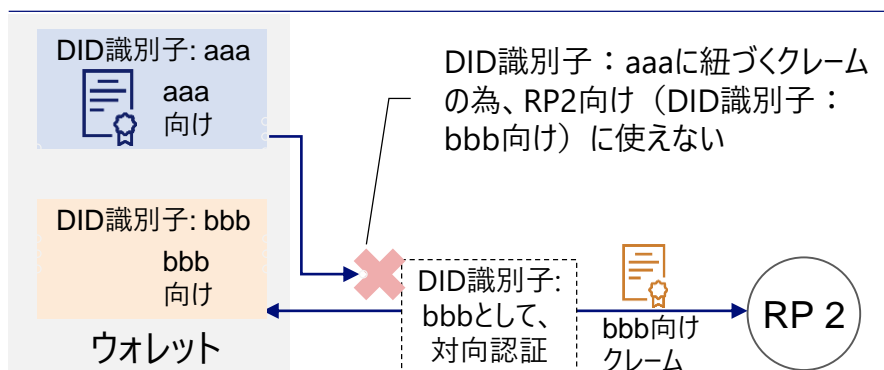 DID識別子: aaa
aaa
向け
DID識別子：aaaに紐づくクレーム
の為、RP2向け（DID識別子：
bbb向け）に使えない
DID識別子: bbb
bbb
向け
ウォレット
DID識別子:
bbbとして、
対向認証
bbb向け
クレーム
RP 2